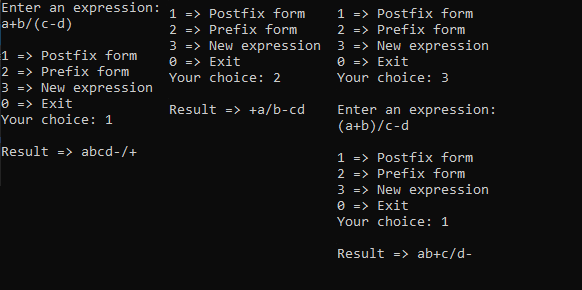 Enter an expression:
a+b/(c-d)

1 => Postfix form
2 => Prefix form
3 => New expression
0 => Exit
Your choice: 1

Result => abcd-/+

1 => Postfix form
2 => Prefix form
3 => New expression
0 => Exit
Your choice: 2

Result => +a/b-cd

1 => Postfix form
2 => Prefix form
3 => New expression
0 => Exit
Your choice: 3

Enter an expression:
(a+b)/c-d

1 => Postfix form
2 => Prefix form
3 => New expression
0 => Exit
Your choice: 1

Result => ab+c/d-